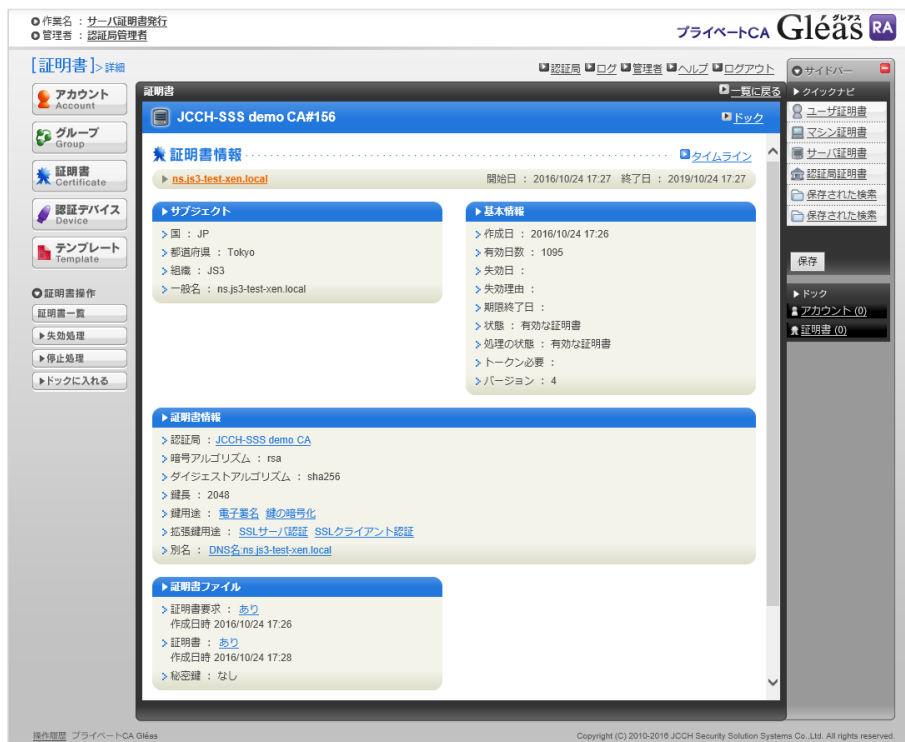 作業名 ： サーバ証明書発行
管理者 ： 認証局管理者
プライベートCA Gléas グレアス RA
[証明書]>詳細
認証局 ログ 管理者 ヘルプ ログアウト
アカウント
Account
グループ
Group
証明書
Certificate
認証デバイス
Device
テンプレート
Template
証明書操作
証明書一覧
失効処理
停止処理
ドックに入れる
証明書 一覧に戻る
JCCH-SSS demo CA#156 ドック
証明書情報 タイムライン
ns.js3-test-xen.local 開始日 ： 2016/10/24 17:27 終了日 ： 2019/10/24 17:27
サブジェクト
国 ： JP
都道府県 ： Tokyo
組織 ： JS3
一般名 ： ns.js3-test-xen.local
基本情報
作成日 ： 2016/10/24 17:26
有効日数 ： 1095
失効日 ：
失効理由 ：
期限終了日 ：
状態 ： 有効な証明書
処理の状態 ： 有効な証明書
トークン必要 ：
バージョン ： 4
証明書情報
認証局 ： JCCH-SSS demo CA
暗号アルゴリズム ： rsa
ダイジェストアルゴリズム ： sha256
鍵長 ： 2048
鍵用途 ： 電子署名 鍵の暗号化
拡張鍵用途 ： SSLサーバ認証 SSLクライアント認証
別名 ： DNS名:ns.js3-test-xen.local
証明書ファイル
証明書要求 ： あり
作成日時 2016/10/24 17:26
証明書 ： あり
作成日時 2016/10/24 17:28
秘密鍵 ： なし
サイドバー
クイックナビ
ユーザ証明書
マシン証明書
サーバ証明書
認証局証明書
保存された検索
保存された検索
保存
ドック
アカウント (0)
証明書 (0)
操作履歴 プライベートCA Gléas
Copyright (C) 2010-2016 JCCH Security Solution Systems Co.,Ltd. All rights reserved.